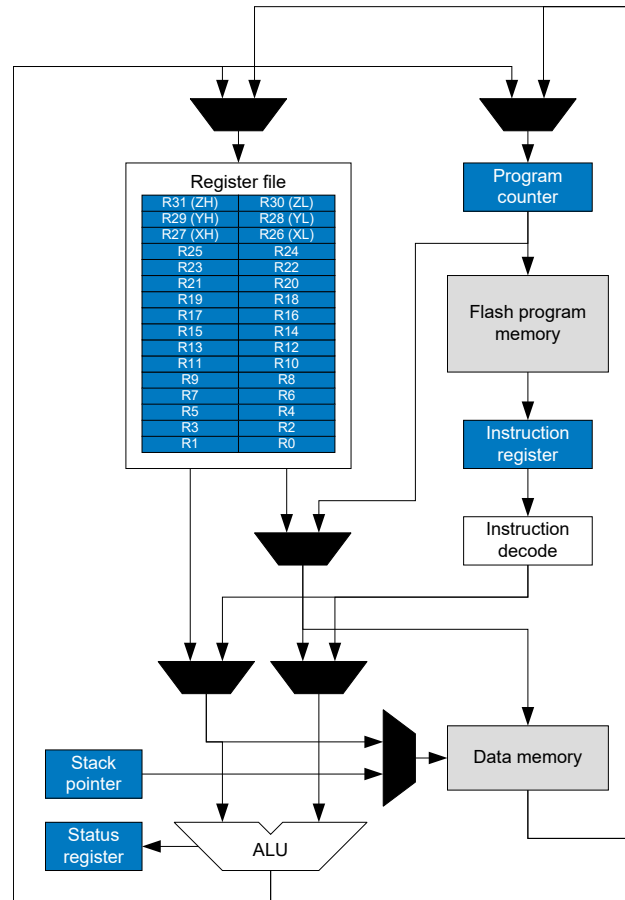 Register file
R31 (ZH) R30 (ZL)
R29 (YH) R28 (YL)
R27 (XH) R26 (XL)
R25 R24
R23 R22
R21 R20
R19 R18
R17 R16
R15 R14
R13 R12
R11 R10
R9 R8
R7 R6
R5 R4
R3 R2
R1 R0
Program
counter
Flash program
memory
Instruction
register
Instruction
decode
Stack
pointer
Data memory
Status
register
ALU